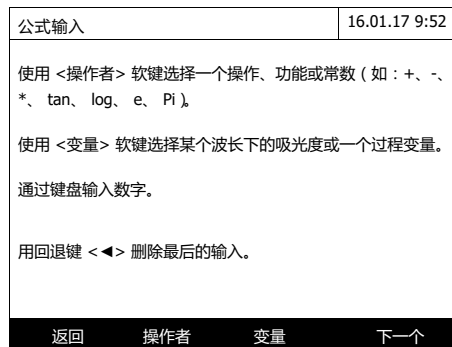 公式输入
16.01.17 9:52
使用 <操作者> 软键选择一个操作、功能或常数 ( 如：+、-、
*、 tan、 log、 e、 Pi )。
使用 <变量> 软键选择某个波长下的吸光度或一个过程变量。
通过键盘输入数字。
用回退键 <◄> 删除最后的输入。
返回 操作者 变量 下一个